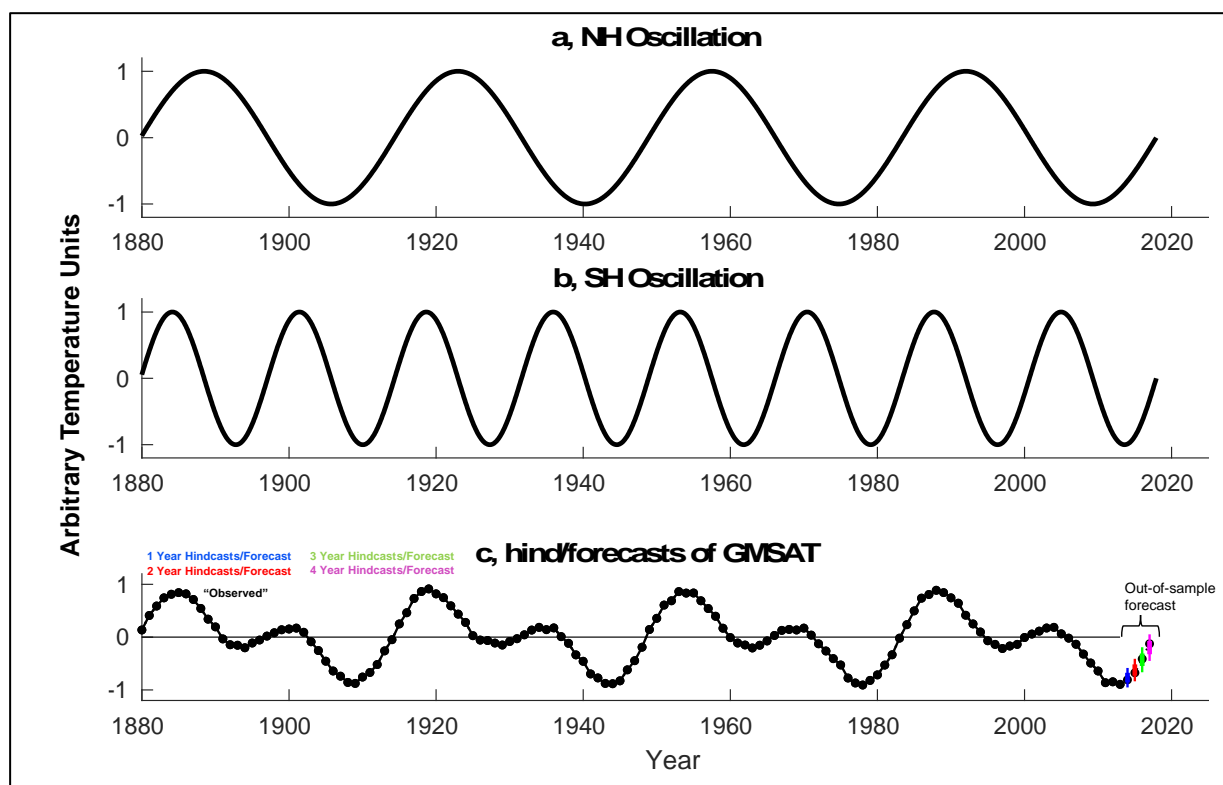 a, NH Oscillation
1
0
-1
1880 1900 1920 1940 1960 1980 2000 2020
b, SH Oscillation
1
0
-1
1880 1900 1920 1940 1960 1980 2000 2020
Arbitrary Temperature Units
c, hind/forecasts of GMSAT
1 Year Hindcasts/Forecast 3 Year Hindcasts/Forecast
2 Year Hindcasts/Forecast 4 Year Hindcasts/Forecast
“Observed”
Out-of-sample
forecast
1
0
-1
1880 1900 1920 1940 1960 1980 2000 2020
Year